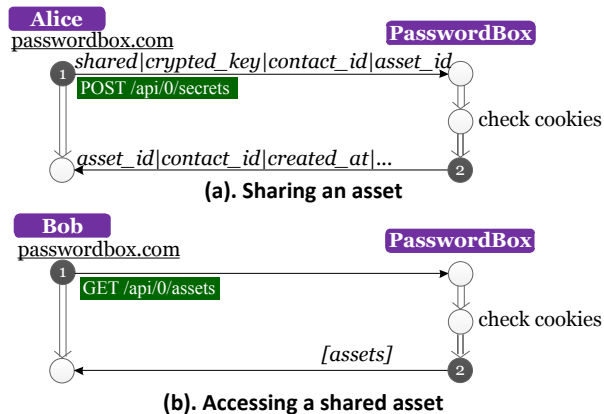 Alice
passwordbox.com
PasswordBox
shared|crypted_key|contact_id|asset_id
1
POST /api/0/secrets
check cookies
asset_id|contact_id|created_at|...
2
(a). Sharing an asset
Bob
passwordbox.com
PasswordBox
1
GET /api/0/assets
check cookies
[assets]
2
(b). Accessing a shared asset